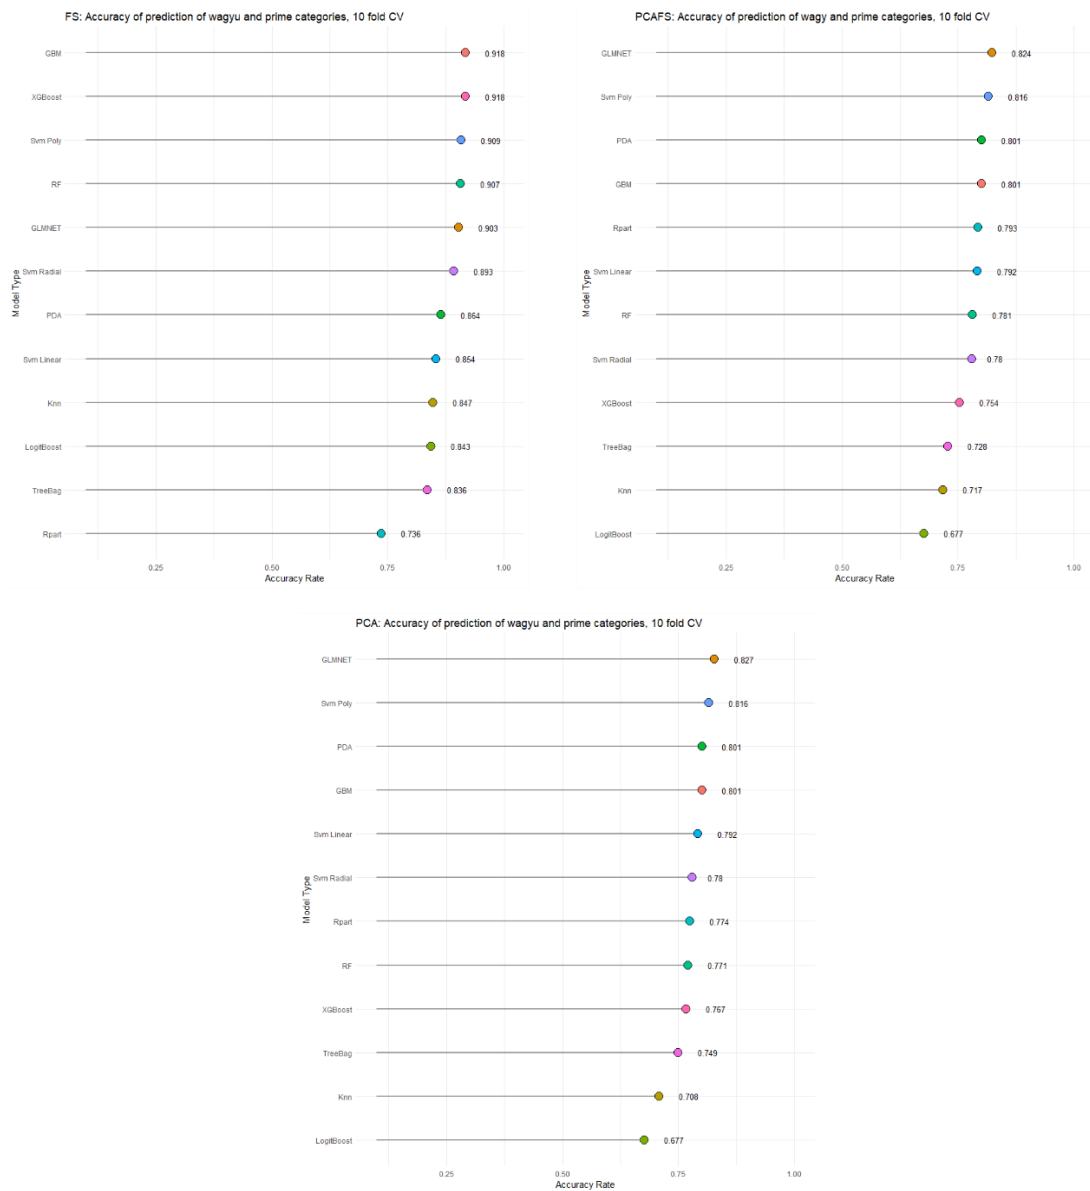 FS: Accuracy of prediction of wagyu and prime categories, 10 fold CV
GBM 0.918
XGBoost 0.918
Svm Poly 0.909
RF 0.907
GLMNET 0.903
Svm Radial 0.893
PDA 0.864
Svm Linear 0.854
Knn 0.847
LogitBoost 0.843
TreeBag 0.836
Rpart 0.736
Model Type
0.25 0.50 0.75 1.00
Accuracy Rate
PCAFS: Accuracy of prediction of wagy and prime categories, 10 fold CV
GLMNET 0.824
Svm Poly 0.816
PDA 0.801
GBM 0.801
Rpart 0.793
Svm Linear 0.792
RF 0.781
Svm Radial 0.78
XGBoost 0.754
TreeBag 0.728
Knn 0.717
LogitBoost 0.677
Model Type
0.25 0.50 0.75 1.00
Accuracy Rate
PCA: Accuracy of prediction of wagyu and prime categories, 10 fold CV
GLMNET 0.827
Svm Poly 0.816
PDA 0.801
GBM 0.801
Svm Linear 0.792
Svm Radial 0.78
Rpart 0.774
RF 0.771
XGBoost 0.767
TreeBag 0.749
Knn 0.708
LogitBoost 0.677
Model Type
0.25 0.50 0.75 1.00
Accuracy Rate